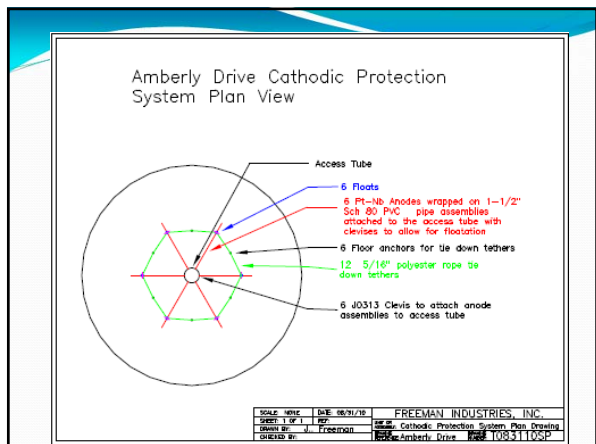 Amberly Drive Cathodic Protection
System Plan View
Access Tube
6 Floats
6 Pt-Nb Anodes wrapped on 1-1/2"
Sch 80 PVC pipe assemblies
attached to the access tube with
clevises to allow for floatation
6 Floor anchors for tie down tethers
12 5/16" polyester rope tie
down tethers
6 J0313 Clevis to attach anode
assemblies to access tube
SCALE: NONE DATE: 08/31/10 FREEMAN INDUSTRIES, INC.
SHEET: 1 OF 1 REF: Cathodic Protection System Plan Drawing
DRAWN BY: J. Freeman
CHECKED BY: Amberly Drive T083110SP